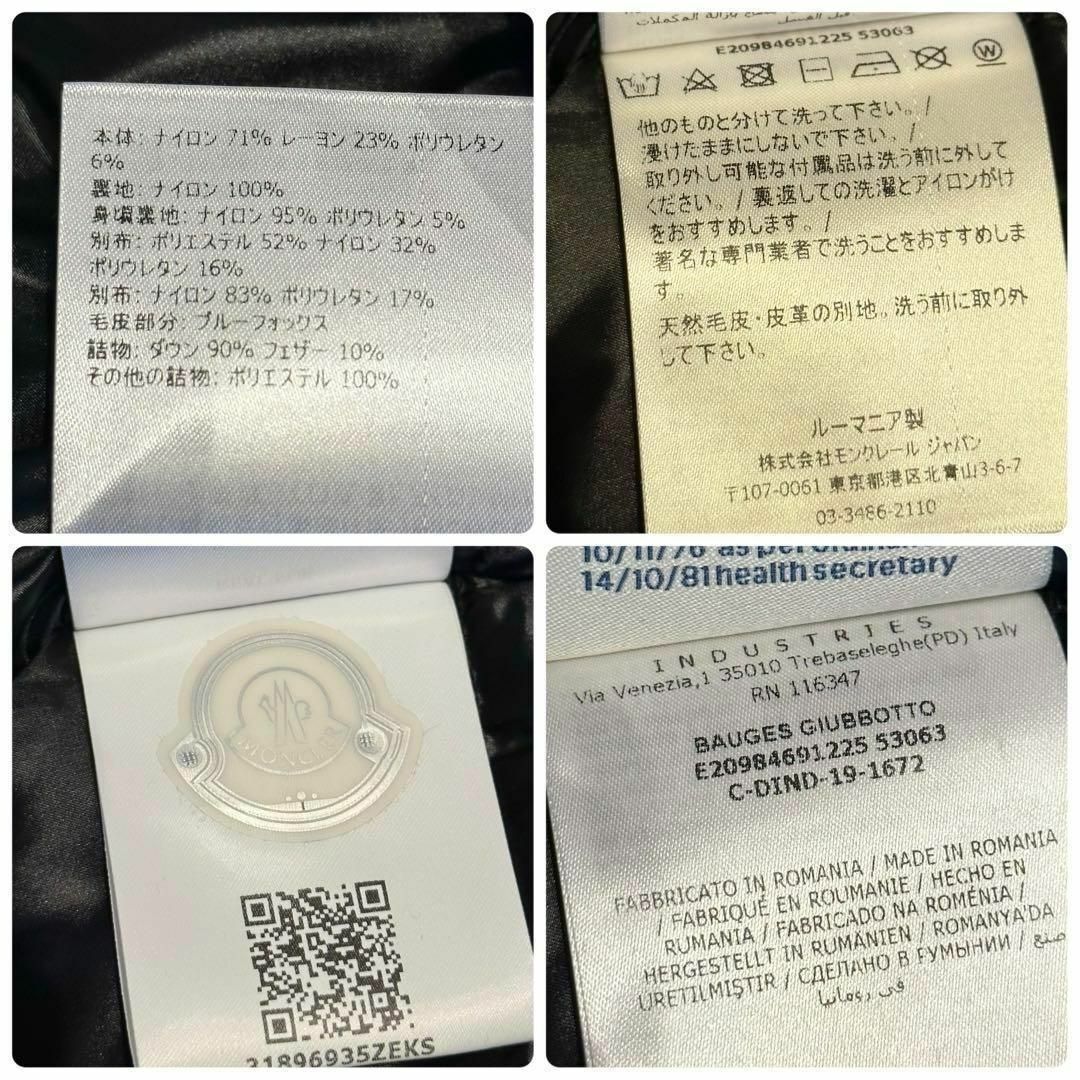 本体: ナイロン 71% レーヨン 23% ポリウレタン
6%
裏地: ナイロン 100%
身頃裏地: ナイロン 95% ポリウレタン 5%
別布: ポリエステル 52% ナイロン 32%
ポリウレタン 16%
別布: ナイロン 83% ポリウレタン 17%
毛皮部分: ブルーフォックス
詰物: ダウン 90% フェザー 10%
その他の詰物: ポリエステル 100%
E20984691225 53063
W
他のものと分けて洗って下さい。/
浸けたままにしないで下さい。/
取り外し可能な付属品は洗う前に外して
ください。/ 裏返しての洗濯とアイロンがけ
をおすすめします。/
著名な専門業者で洗うことをおすすめしま
す。
天然毛皮・皮革の別地。洗う前に取り外
して下さい。
ルーマニア製
株式会社モンクレール ジャパン
〒107-0061 東京都港区北青山3-6-7
03-3486-2110
MONCLER
31896935ZEKS
10/11/76 as per
14/10/81 health secretary
INDUSTRIES
Via Venezia,1 35010 Trebaseleghe(PD) Italy
RN 116347
BAUGES GIUBBOTTO
E20984691225 53063
C-DIND-19-1672
FABBRICATO IN ROMANIA / MADE IN ROMANIA
/ FABRIQUÉ EN ROUMANIE / HECHO EN
RUMANIA / FABRICADO NA ROMÉNIA /
HERGESTELLT IN RUMÄNIEN / ROMANYA'DA
ÜRETILMIŞTIR / СДЕЛАНО В РУМЫНИИ / صنع
في رومانيا